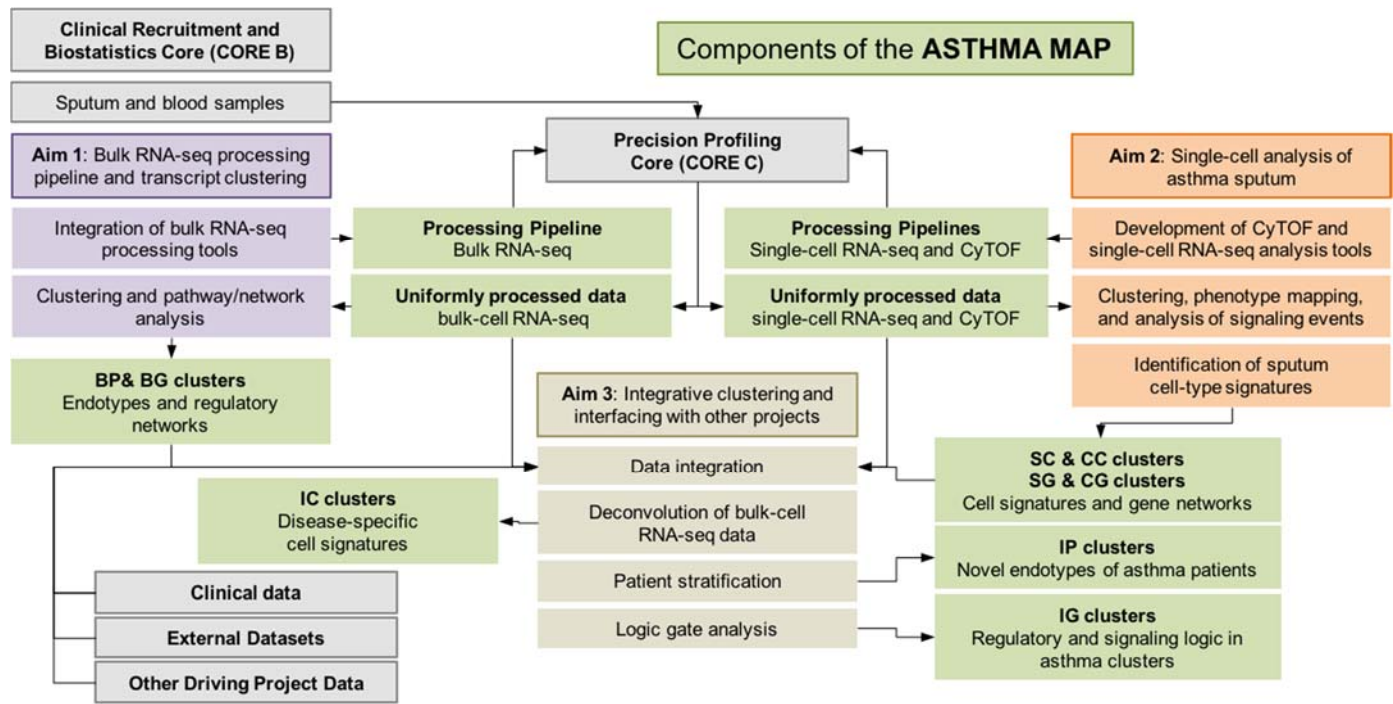 Clinical Recruitment and
Biostatistics Core (CORE B)
Components of the ASTHMA MAP
Sputum and blood samples
Precision Profiling
Core (CORE C)
Aim 1: Bulk RNA-seq processing
pipeline and transcript clustering
Aim 2: Single-cell analysis of
asthma sputum
Integration of bulk RNA-seq
processing tools
Processing Pipeline
Bulk RNA-seq
Processing Pipelines
Single-cell RNA-seq and CyTOF
Development of CyTOF and
single-cell RNA-seq analysis tools
Clustering and pathway/network
analysis
Uniformly processed data
bulk-cell RNA-seq
Uniformly processed data
single-cell RNA-seq and CyTOF
Clustering, phenotype mapping,
and analysis of signaling events
Identification of sputum
cell-type signatures
BP& BG clusters
Endotypes and regulatory
networks
Aim 3: Integrative clustering and
interfacing with other projects
Data integration
SC & CC clusters
SG & CG clusters
Cell signatures and gene networks
IC clusters
Disease-specific
cell signatures
Deconvolution of bulk-cell
RNA-seq data
Patient stratification
IP clusters
Novel endotypes of asthma patients
Logic gate analysis
IG clusters
Regulatory and signaling logic in
asthma clusters
Clinical data
External Datasets
Other Driving Project Data